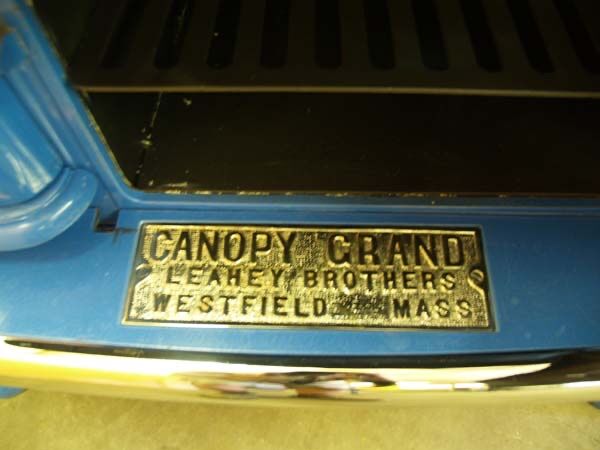 CANOPY GRAND
LEAHEY BROTHERS
WESTFIELD MASS